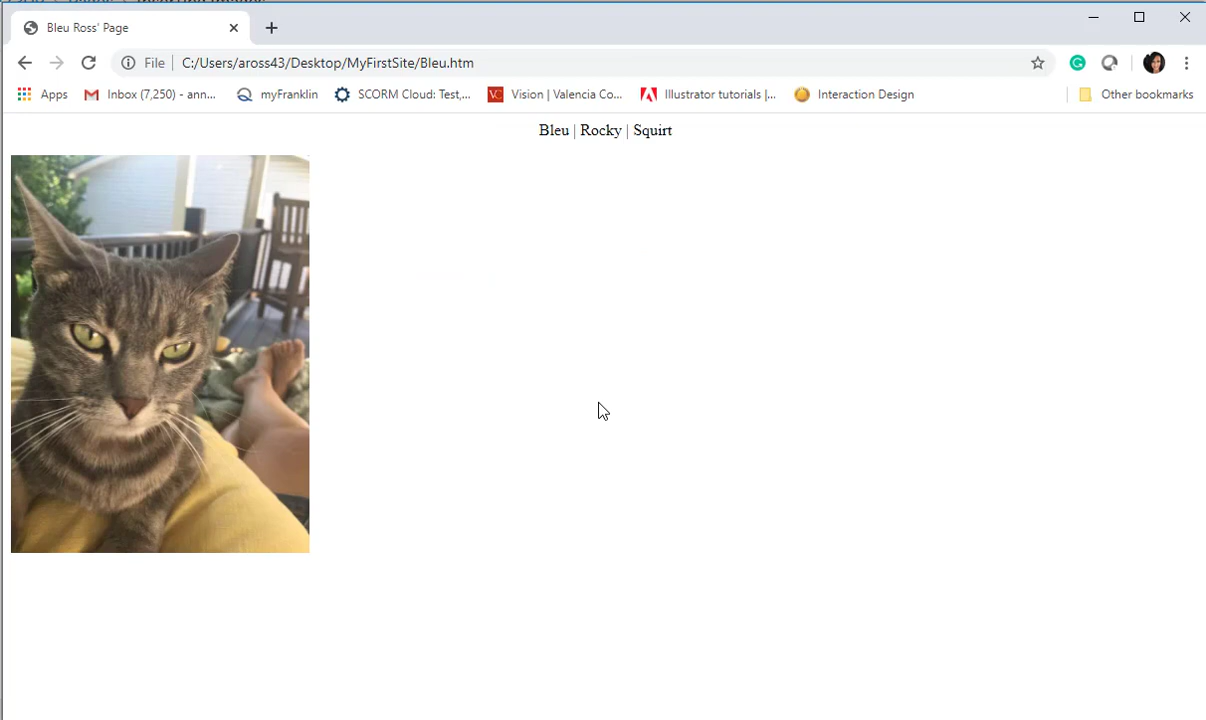 Bleu Ross' Page
File C:/Users/aross43/Desktop/MyFirstSite/Bleu.htm
Apps Inbox (7,250) - ann... myFranklin SCORM Cloud: Test,... VC Vision | Valencia Co... Illustrator tutorials |... Interaction Design Other bookmarks
Bleu | Rocky | Squirt